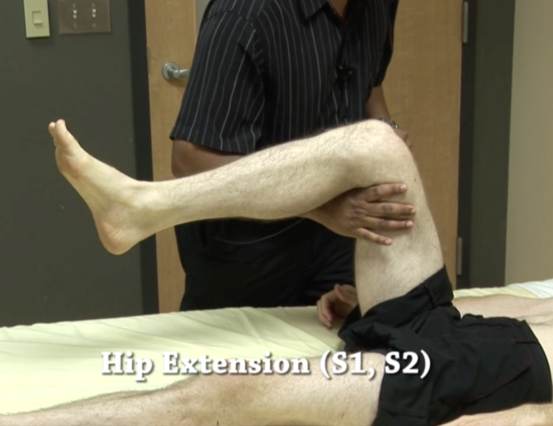 Hip Extension (S1, S2)